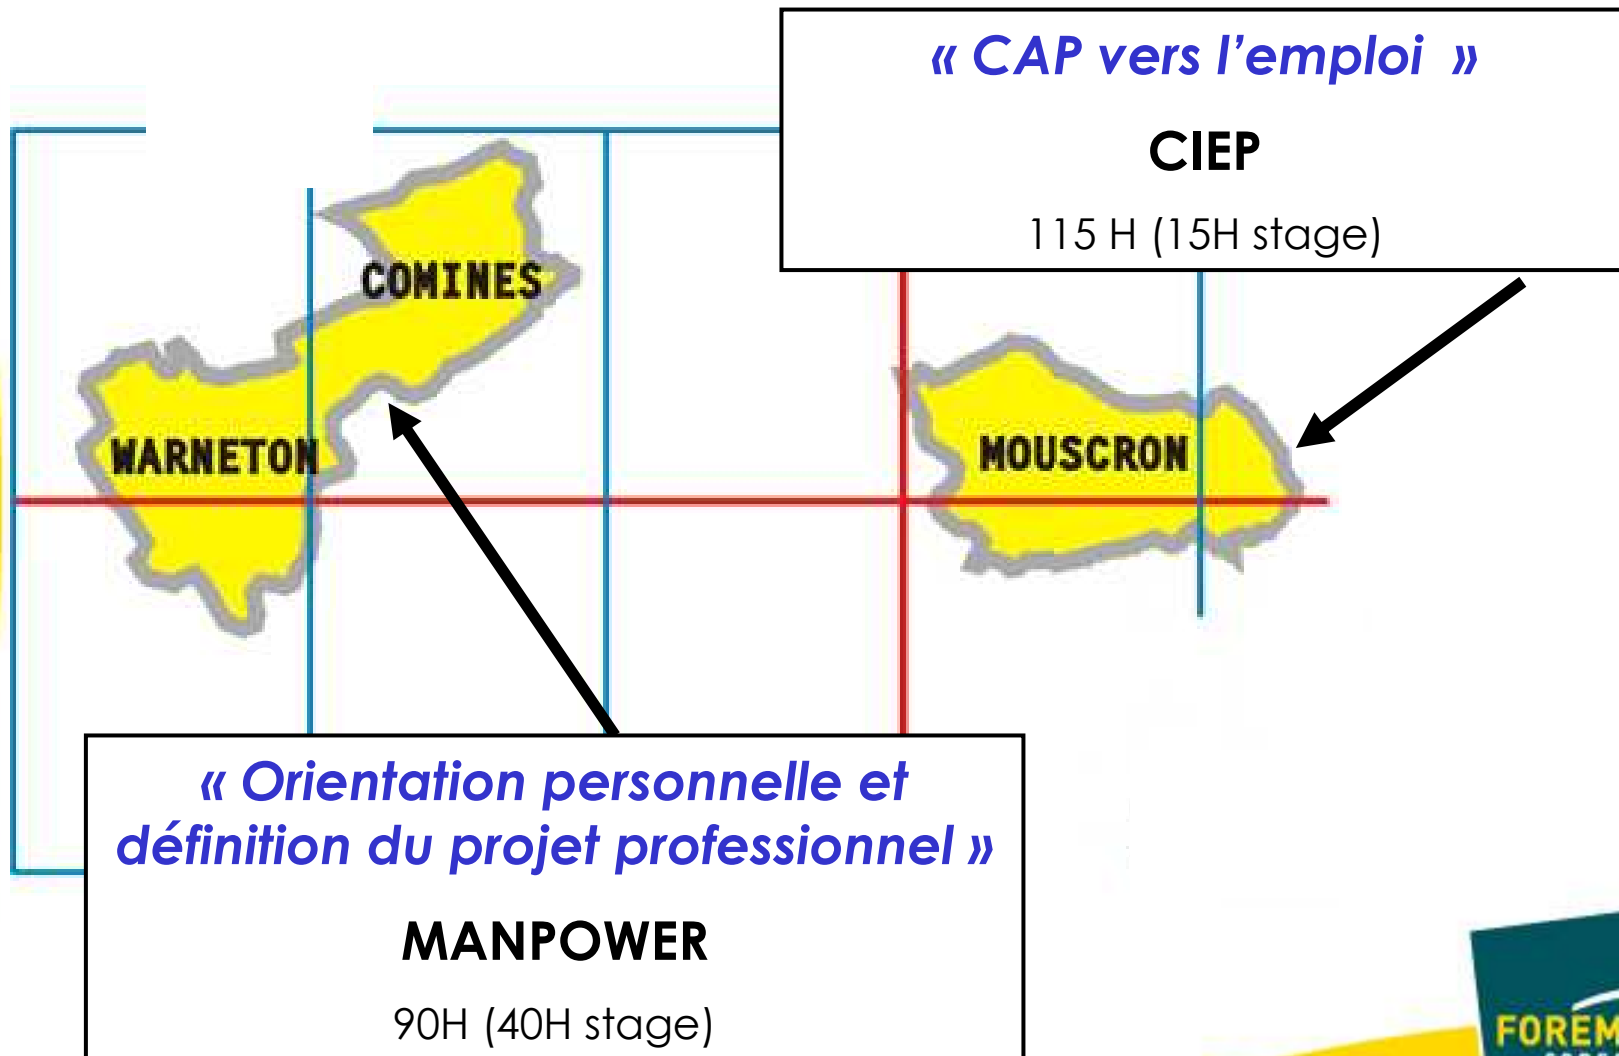 « CAP vers l'emploi »
CIEP
115 H (15H stage)
COMINES
WARNETON
MOUSCRON
« Orientation personnelle et
définition du projet professionnel »
MANPOWER
90H (40H stage)
FOREM